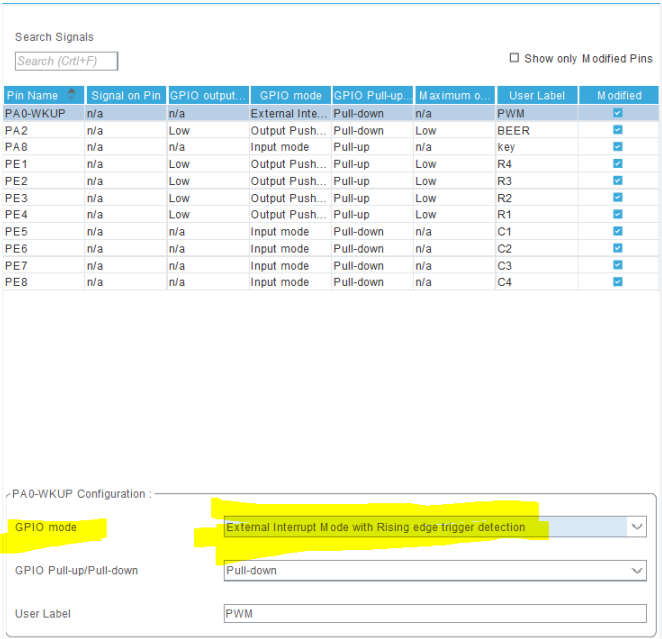 Search Signals
Search (Crtl+F)
Show only Modified Pins
Pin Name Signal on Pin GPIO output... GPIO mode GPIO Pull-up... Maximum o... User Label Modified
PA0-WKUP n/a n/a External Inte... Pull-down n/a PWM
PA2 n/a Low Output Push... Pull-down Low BEER
PA8 n/a n/a Input mode Pull-up n/a key
PE1 n/a Low Output Push... Pull-up Low R4
PE2 n/a Low Output Push... Pull-up Low R3
PE3 n/a Low Output Push... Pull-up Low R2
PE4 n/a Low Output Push... Pull-up Low R1
PE5 n/a n/a Input mode Pull-down n/a C1
PE6 n/a n/a Input mode Pull-down n/a C2
PE7 n/a n/a Input mode Pull-down n/a C3
PE8 n/a n/a Input mode Pull-down n/a C4
PA0-WKUP Configuration :
GPIO mode External Interrupt Mode with Rising edge trigger detection
GPIO Pull-up/Pull-down Pull-down
User Label PWM